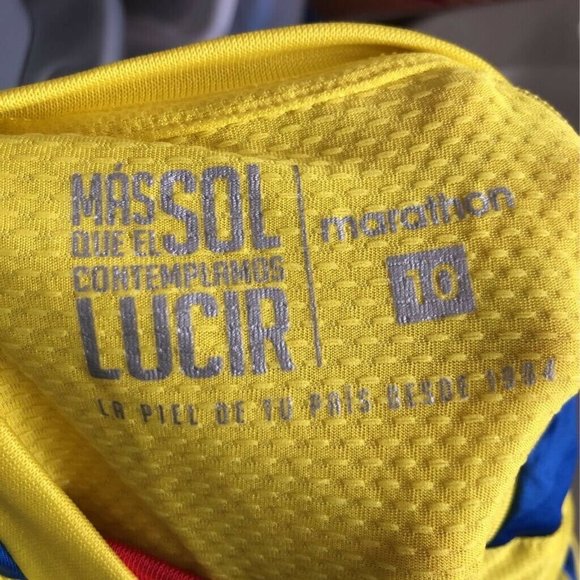 MÁS SOL
QUE EL
CONTEMPLAMOS
LUCIR
marathon
10
LA PIEL DE TU PAÍS DESDE 1984